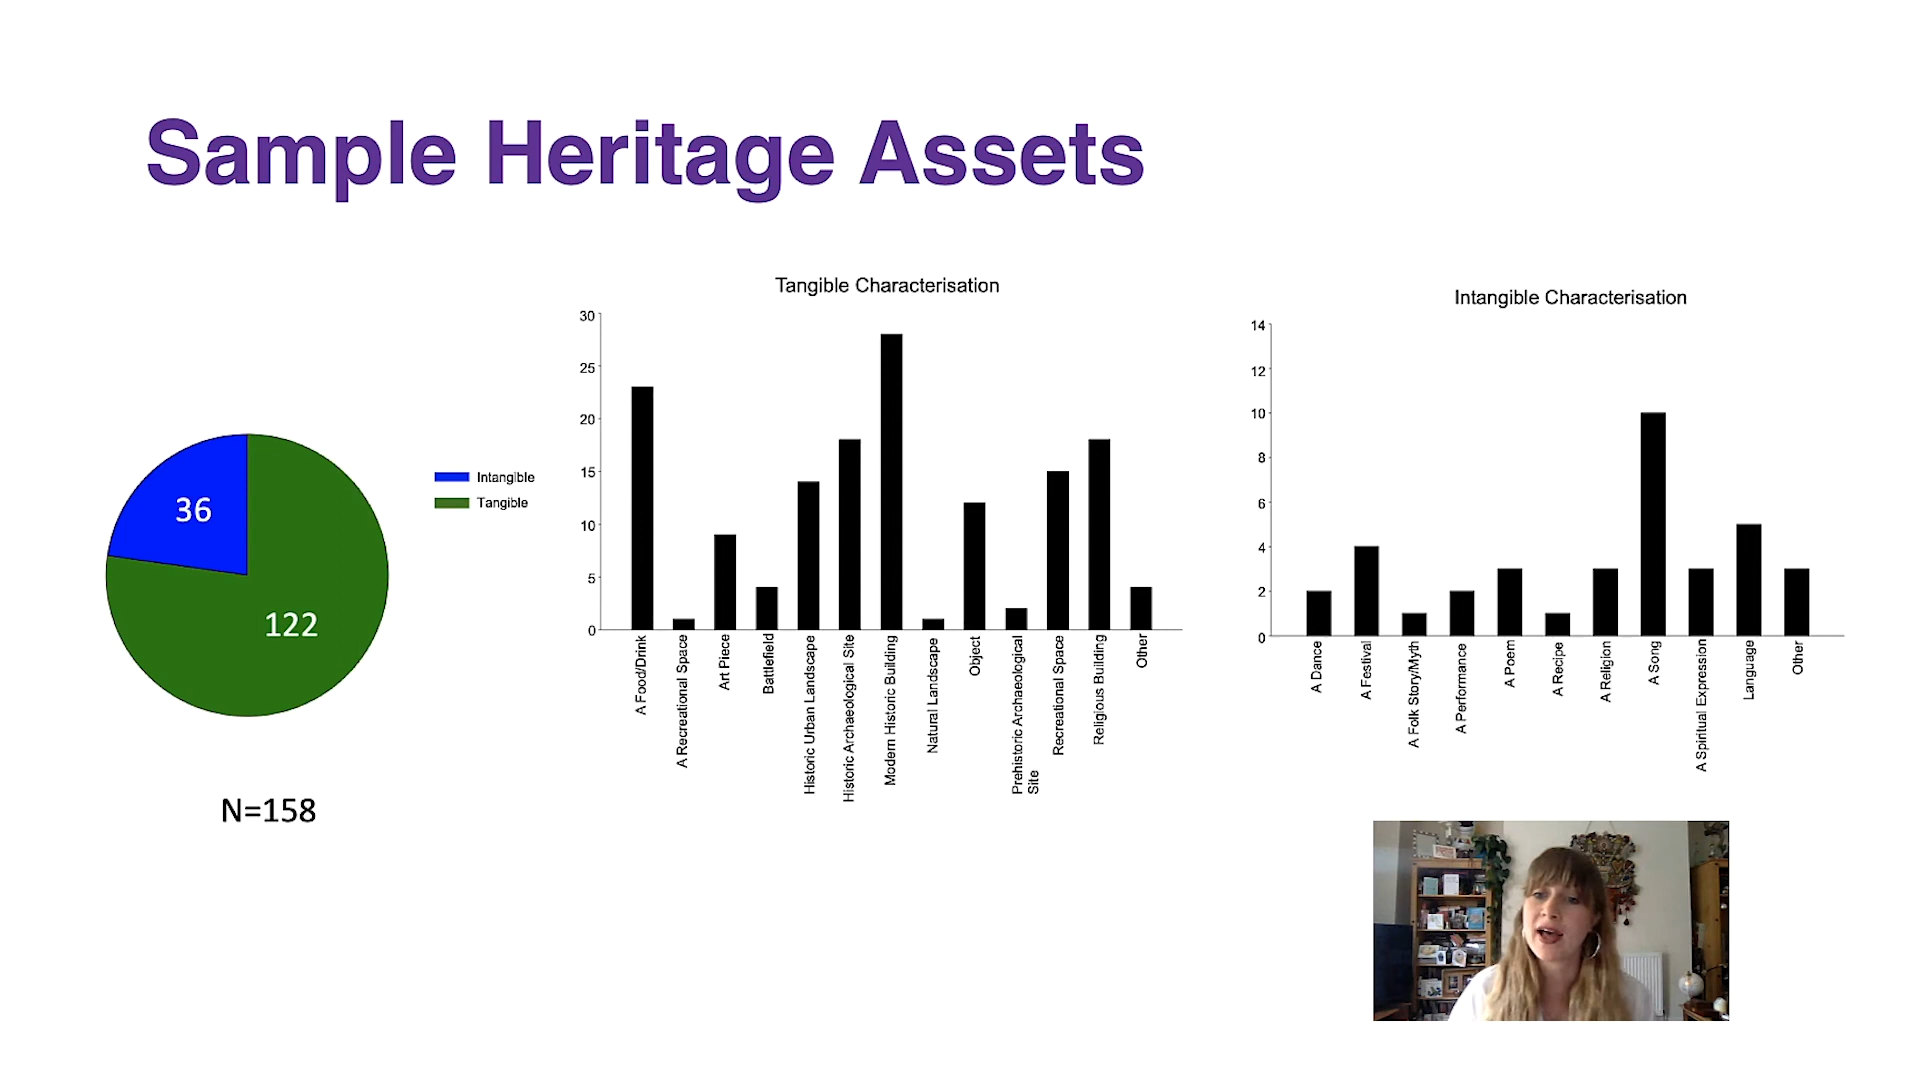 Sample Heritage Assets
36
122
Intangible
Tangible
N=158
Tangible Characterisation
30
25
20
15
10
5
0
A Food/Drink
A Recreational Space
Art Piece
Battlefield
Historic Urban Landscape
Historic Archaeological Site
Modern Historic Building
Natural Landscape
Object
Prehistoric Archaeological
Site
Recreational Space
Religious Building
Other
Intangible Characterisation
14
12
10
8
6
4
2
0
A Dance
A Festival
A Folk Story/Myth
A Performance
A Poem
A Recipe
A Religion
A Song
A Spiritual Expression
Language
Other